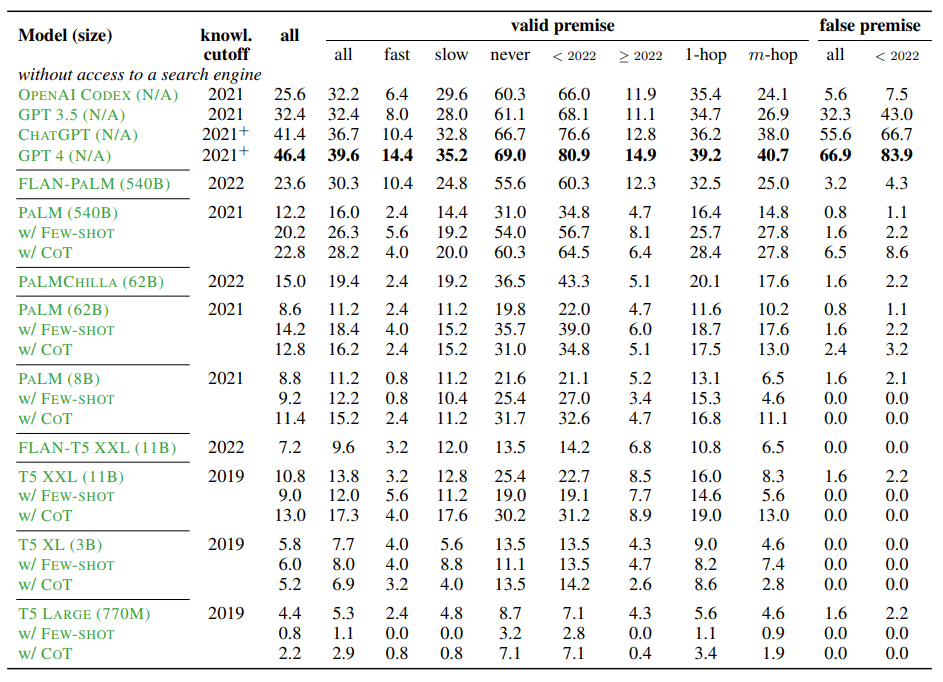 Model (size) knowl. cutoff all valid premise false premise
all fast slow never < 2022 ≥ 2022 1-hop m-hop all < 2022
without access to a search engine
OPENAI CODEX (N/A) 2021 25.6 32.2 6.4 29.6 60.3 66.0 11.9 35.4 24.1 5.6 7.5
GPT 3.5 (N/A) 2021 32.4 32.4 8.0 28.0 61.1 68.1 11.1 34.7 26.9 32.3 43.0
CHATGPT (N/A) 2021+ 41.4 36.7 10.4 32.8 66.7 76.6 12.8 36.2 38.0 55.6 66.7
GPT 4 (N/A) 2021+ 46.4 39.6 14.4 35.2 69.0 80.9 14.9 39.2 40.7 66.9 83.9
FLAN-PALM (540B) 2022 23.6 30.3 10.4 24.8 55.6 60.3 12.3 32.5 25.0 3.2 4.3
PALM (540B) 2021 12.2 16.0 2.4 14.4 31.0 34.8 4.7 16.4 14.8 0.8 1.1
w/ FEW-SHOT 20.2 26.3 5.6 19.2 54.0 56.7 8.1 25.7 27.8 1.6 2.2
w/ COT 22.8 28.2 4.0 20.0 60.3 64.5 6.4 28.4 27.8 6.5 8.6
PALMCHILLA (62B) 2022 15.0 19.4 2.4 19.2 36.5 43.3 5.1 20.1 17.6 1.6 2.2
PALM (62B) 2021 8.6 11.2 2.4 11.2 19.8 22.0 4.7 11.6 10.2 0.8 1.1
w/ FEW-SHOT 14.2 18.4 4.0 15.2 35.7 39.0 6.0 18.7 17.6 1.6 2.2
w/ COT 12.8 16.2 2.4 15.2 31.0 34.8 5.1 17.5 13.0 2.4 3.2
PALM (8B) 2021 8.8 11.2 0.8 11.2 21.6 21.1 5.2 13.1 6.5 1.6 2.1
w/ FEW-SHOT 9.2 12.2 0.8 10.4 25.4 27.0 3.4 15.3 4.6 0.0 0.0
w/ COT 11.4 15.2 2.4 11.2 31.7 32.6 4.7 16.8 11.1 0.0 0.0
FLAN-T5 XXL (11B) 2022 7.2 9.6 3.2 12.0 13.5 14.2 6.8 10.8 6.5 0.0 0.0
T5 XXL (11B) 2019 10.8 13.8 3.2 12.8 25.4 22.7 8.5 16.0 8.3 1.6 2.2
w/ FEW-SHOT 9.0 12.0 5.6 11.2 19.0 19.1 7.7 14.6 5.6 0.0 0.0
w/ COT 13.0 17.3 4.0 17.6 30.2 31.2 8.9 19.0 13.0 0.0 0.0
T5 XL (3B) 2019 5.8 7.7 4.0 5.6 13.5 13.5 4.3 9.0 4.6 0.0 0.0
w/ FEW-SHOT 6.0 8.0 4.0 8.8 11.1 13.5 4.7 8.2 7.4 0.0 0.0
w/ COT 5.2 6.9 3.2 4.0 13.5 14.2 2.6 8.6 2.8 0.0 0.0
T5 LARGE (770M) 2019 4.4 5.3 2.4 4.8 8.7 7.1 4.3 5.6 4.6 1.6 2.2
w/ FEW-SHOT 0.8 1.1 0.0 0.0 3.2 2.8 0.0 1.1 0.9 0.0 0.0
w/ COT 2.2 2.9 0.8 0.8 7.1 7.1 0.4 3.4 1.9 0.0 0.0